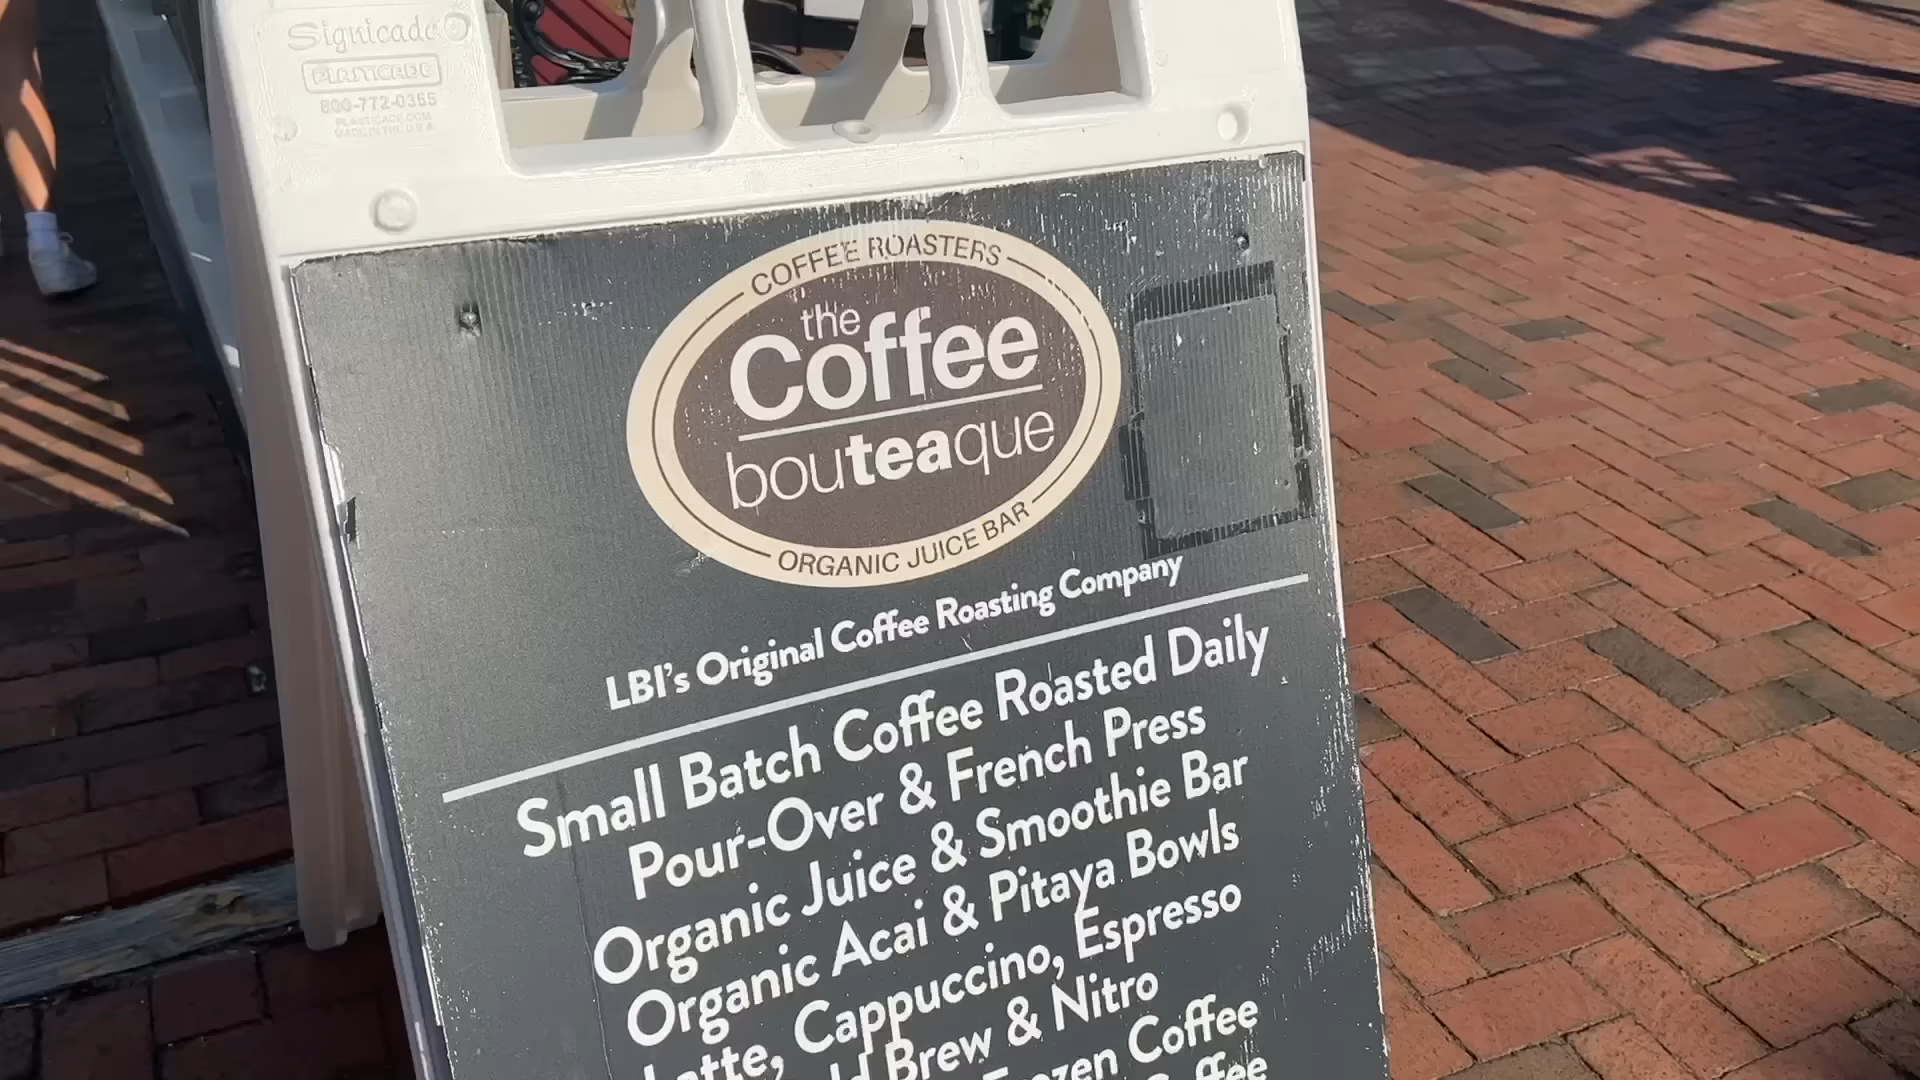 Signicade
PLASTICADE
800-772-0355
PLASTICADE.COM
MADE IN THE U.S.A.
COFFEE ROASTERS
the
Coffee
bouteaque
ORGANIC JUICE BAR
LBI's Original Coffee Roasting Company
Small Batch Coffee Roasted Daily
Pour-Over & French Press
Organic Juice & Smoothie Bar
Organic Acai & Pitaya Bowls
Latte, Cappuccino, Espresso
Brew & Nitro
Coffee
Coffee